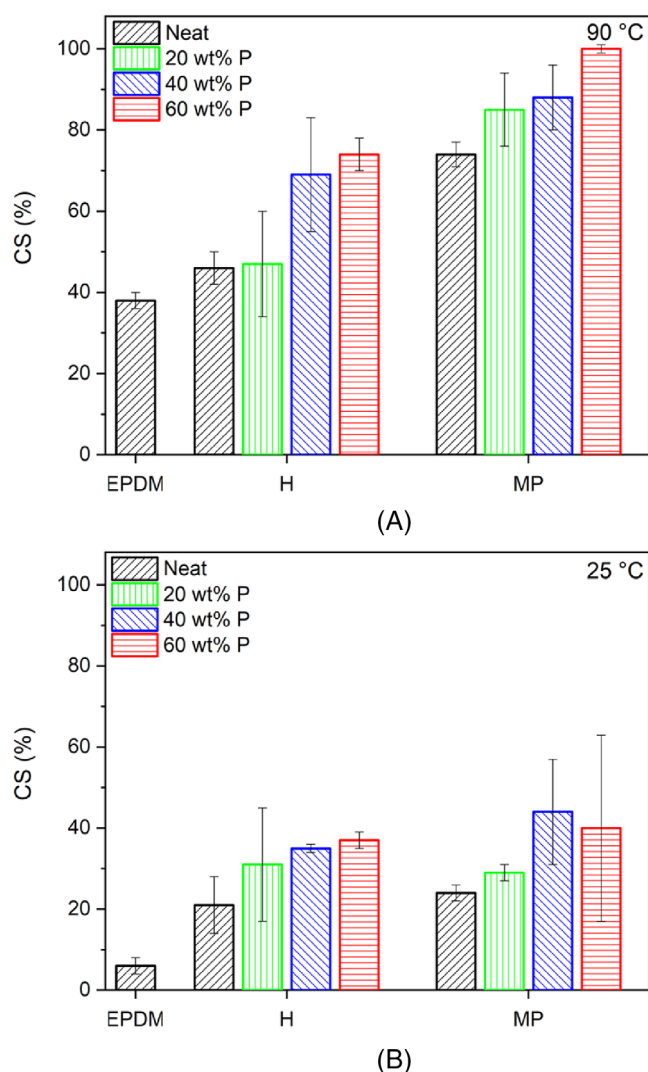 90 °C
Neat
20 wt% P
40 wt% P
60 wt% P
100
80
60
40
20
0
CS (%)
EPDM H MP
(A)
25 °C
Neat
20 wt% P
40 wt% P
60 wt% P
100
80
60
40
20
0
CS (%)
EPDM H MP
(B)